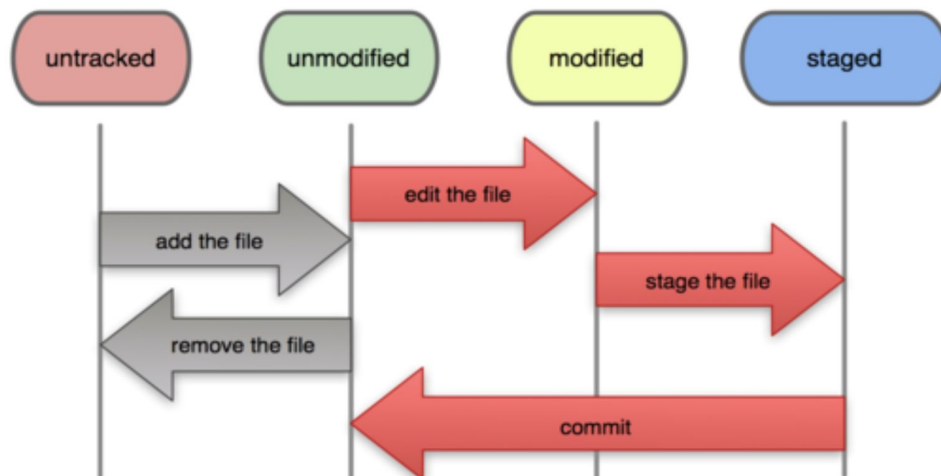 untracked
unmodified
modified
staged
edit the file
add the file
stage the file
remove the file
commit